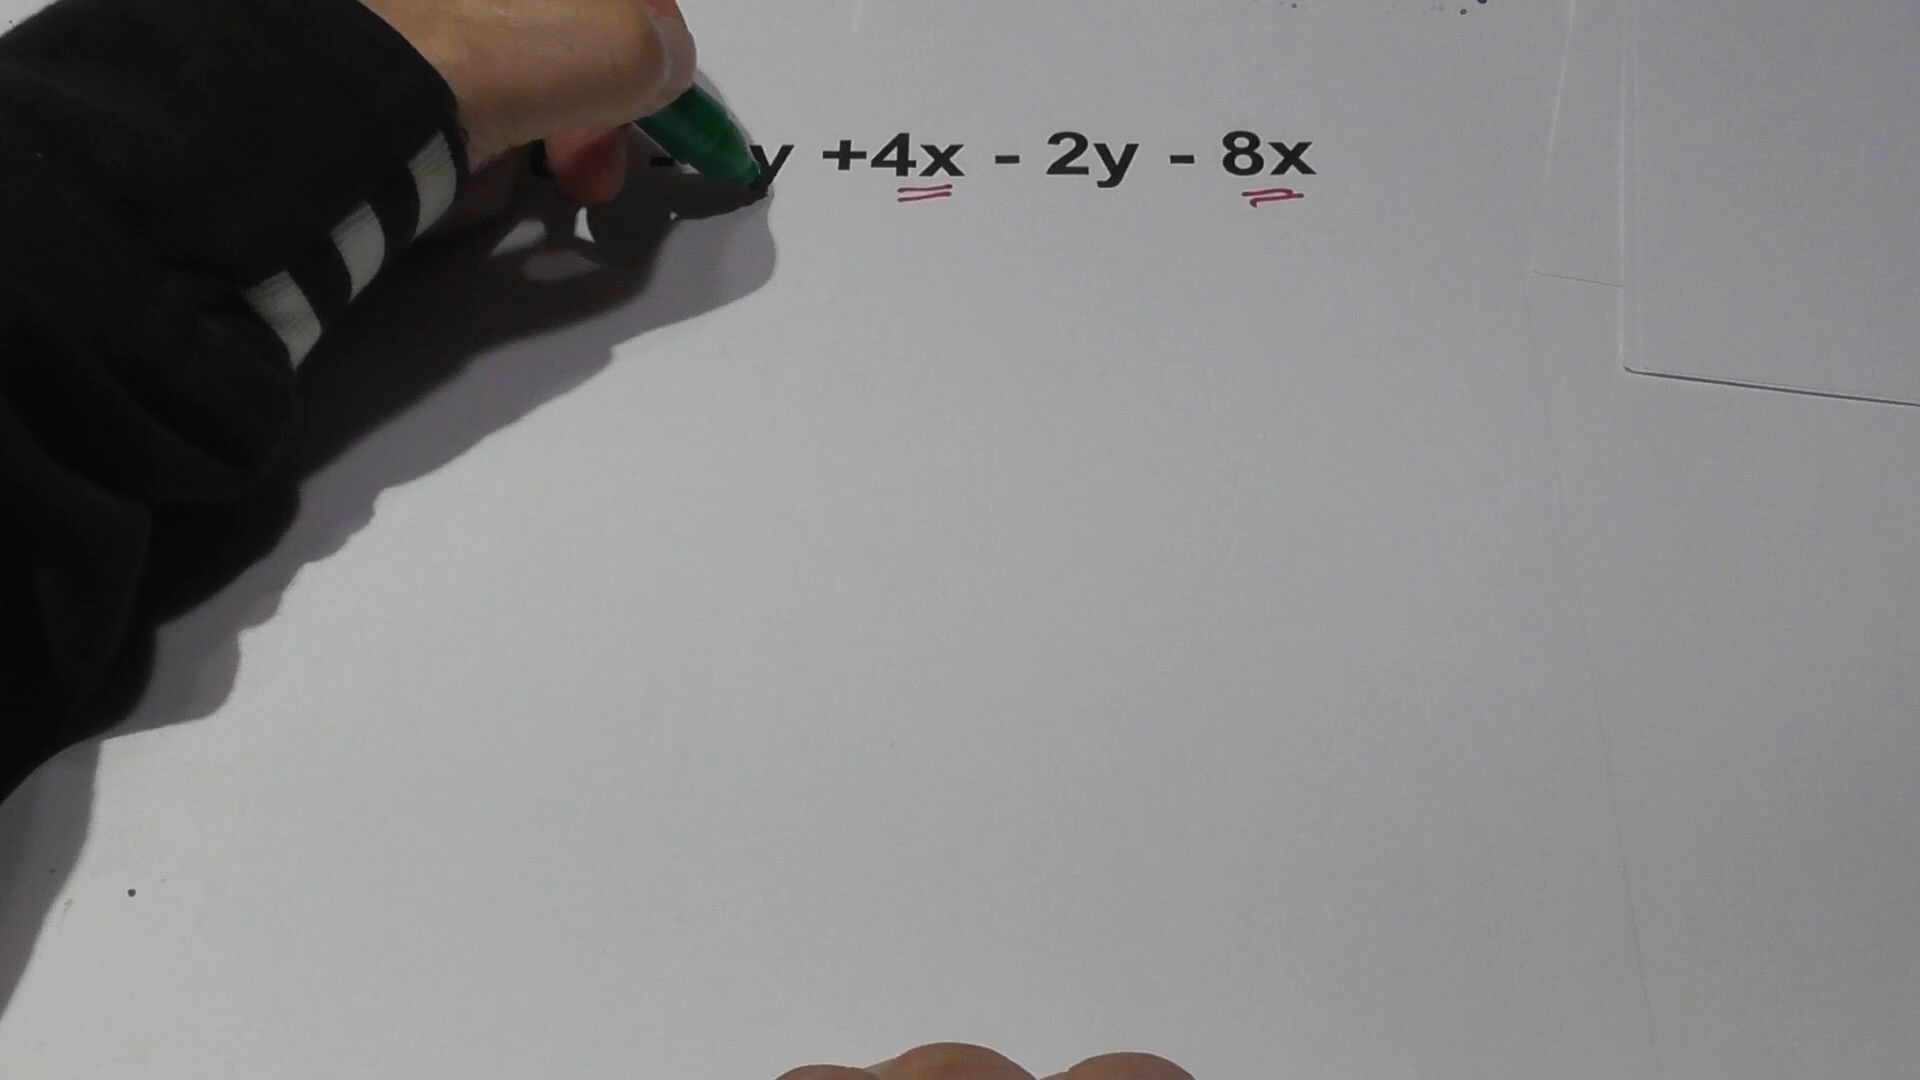 - y +4x - 2y - 8x